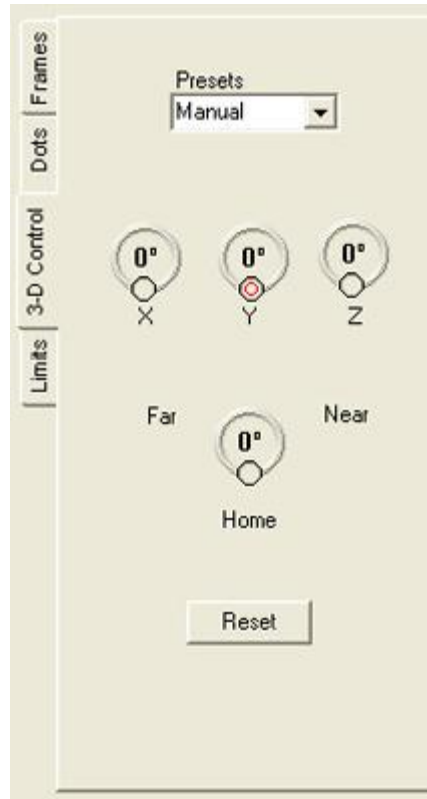 Frames
Dots
3-D Control
Limits
Presets
Manual
0° 0° 0°
X Y Z
Far Near
0°
Home
Reset